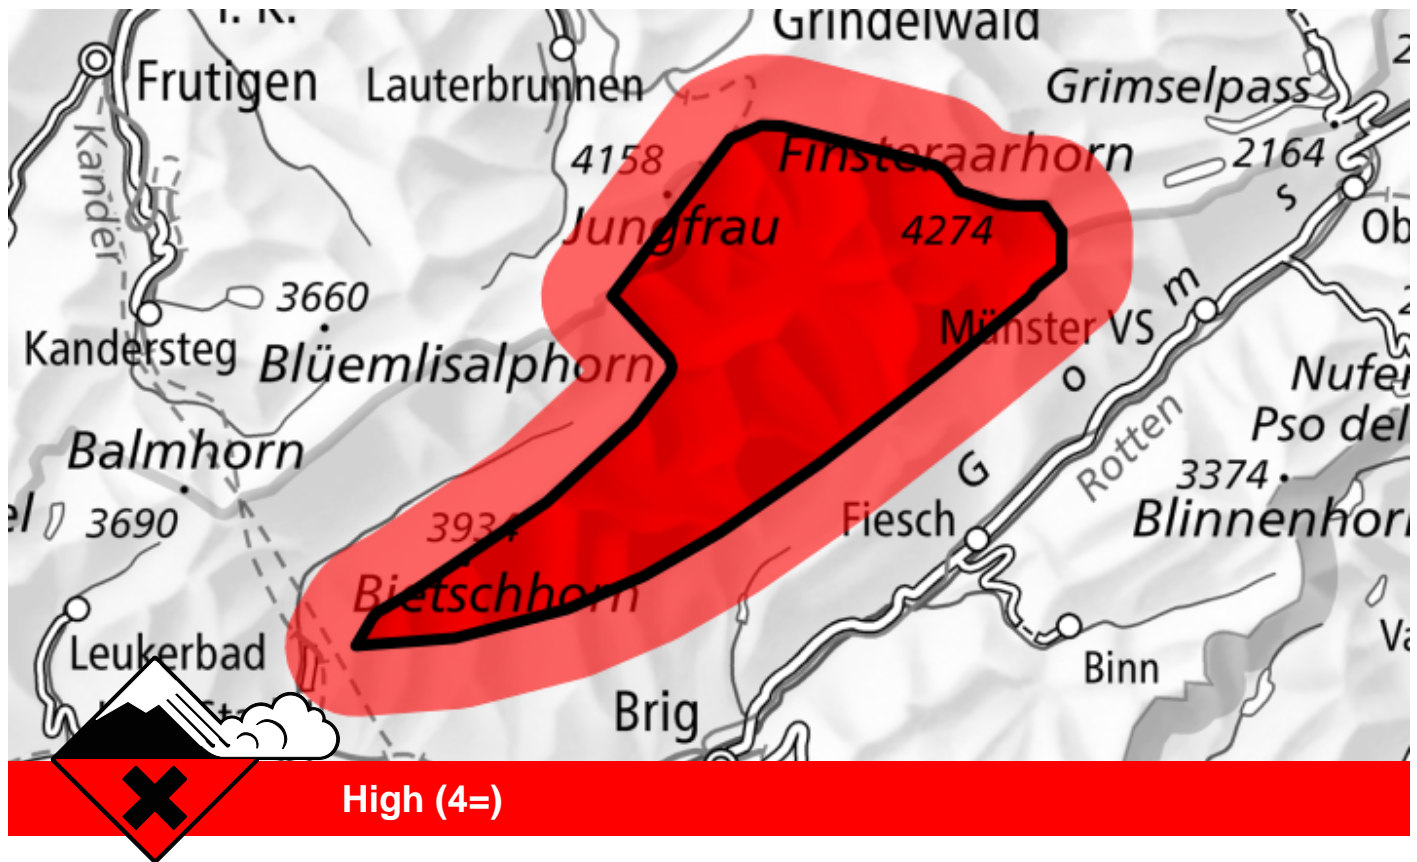 Grindelwald
Frutigen
Lauterbrunnen
Grimselpass
Kander
4158
Finsteraarhorn
2164
Jungfrau
4274
s
3660
m
Kandersteg
Münster VS
Blüemlisalphorn
o
Rotten
Balmhorn
3690
G
3374
3934
Fiesch
Blinnenhorn
Bietschhorn
Leukerbad
Binn
Brig
High (4=)